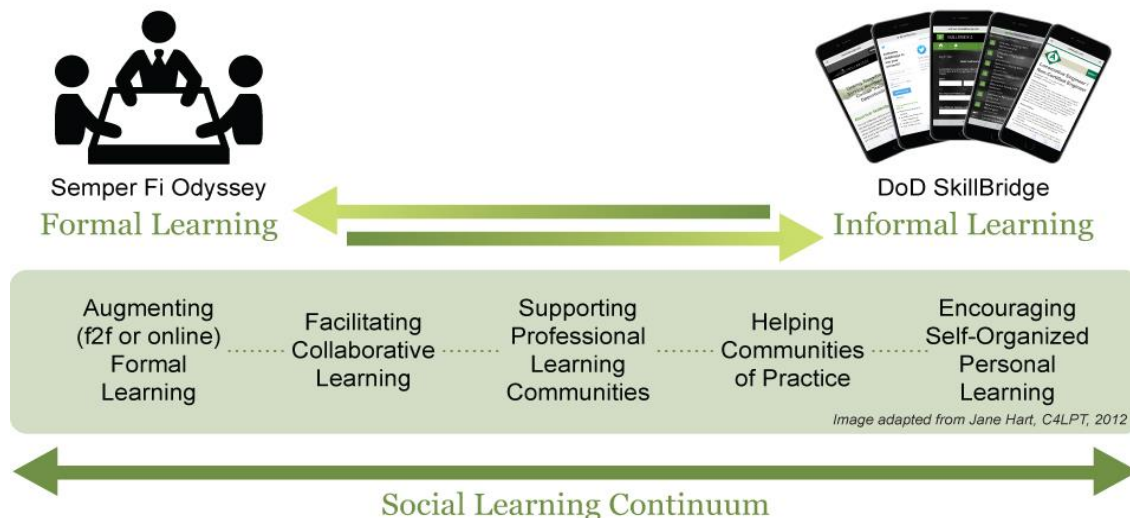 Semper Fi Odyssey
Formal Learning
DoD SkillBridge
Informal Learning
Augmenting
(f2f or online)
Formal
Learning
Facilitating
Collaborative
Learning
Supporting
Professional
Learning
Communities
Helping
Communities
of Practice
Encouraging
Self-Organized
Personal
Learning
Image adapted from Jane Hart, C4LPT, 2012
Social Learning Continuum